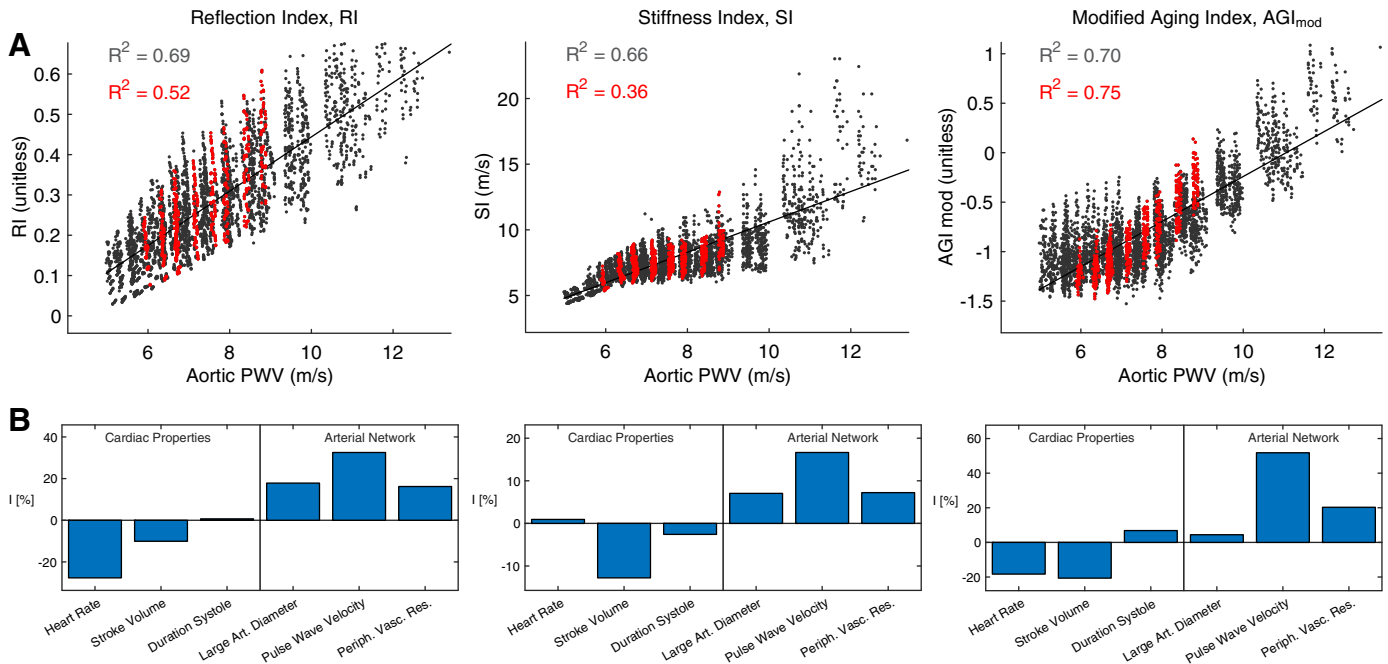 A
Reflection Index, RI
R² = 0.69
R² = 0.52
RI (unitless)
0.6
0.5
0.4
0.3
0.2
0.1
0
6 8 10 12
Aortic PWV (m/s)
Stiffness Index, SI
R² = 0.66
R² = 0.36
SI (m/s)
20
15
10
5
6 8 10 12
Aortic PWV (m/s)
Modified Aging Index, AGImod
R² = 0.70
R² = 0.75
AGI mod (unitless)
1
0.5
0
-0.5
-1
-1.5
6 8 10 12
Aortic PWV (m/s)
B
Cardiac Properties Arterial Network
I [%]
40
20
0
-20
Heart Rate
Stroke Volume
Duration Systole
Large Art. Diameter
Pulse Wave Velocity
Periph. Vasc. Res.
Cardiac Properties Arterial Network
I [%]
20
10
0
-10
Heart Rate
Stroke Volume
Duration Systole
Large Art. Diameter
Pulse Wave Velocity
Periph. Vasc. Res.
Cardiac Properties Arterial Network
I [%]
60
40
20
0
-20
Heart Rate
Stroke Volume
Duration Systole
Large Art. Diameter
Pulse Wave Velocity
Periph. Vasc. Res.